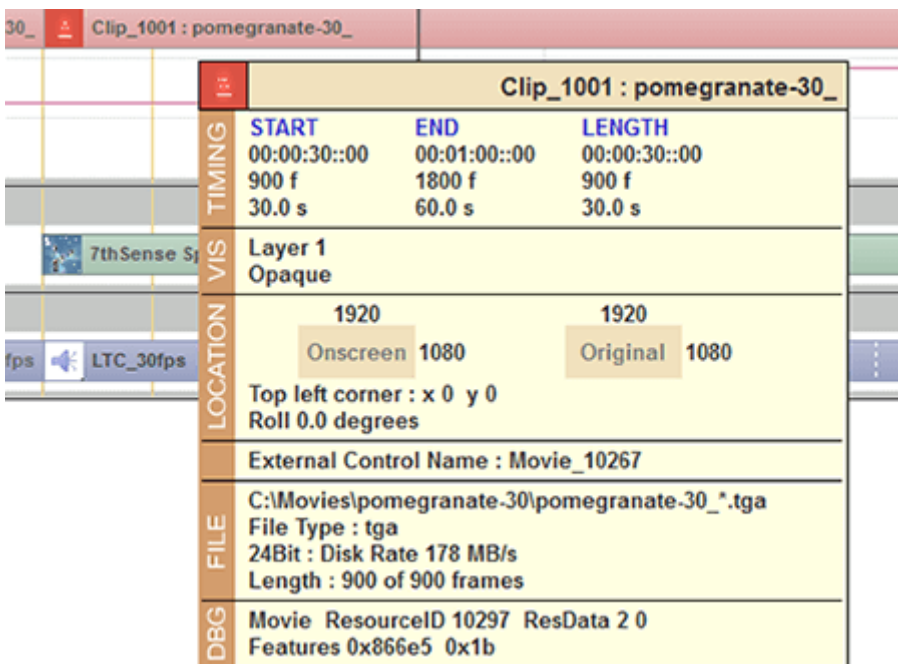 30_ Clip_1001 : pomegranate-30_
Clip_1001 : pomegranate-30_
TIMING
START END LENGTH
00:00:30::00 00:01:00::00 00:00:30::00
900 f 1800 f 900 f
30.0 s 60.0 s 30.0 s
7thSense
VIS
Layer 1
Opaque
LOCATION
1920 1920
Onscreen 1080 Original 1080
fps LTC_30fps
Top left corner : x 0 y 0
Roll 0.0 degrees
External Control Name : Movie_10267
FILE
C:\Movies\pomegranate-30\pomegranate-30_*.tga
File Type : tga
24Bit : Disk Rate 178 MB/s
Length : 900 of 900 frames
DBG
Movie ResourceID 10297 ResData 2 0
Features 0x866e5 0x1b